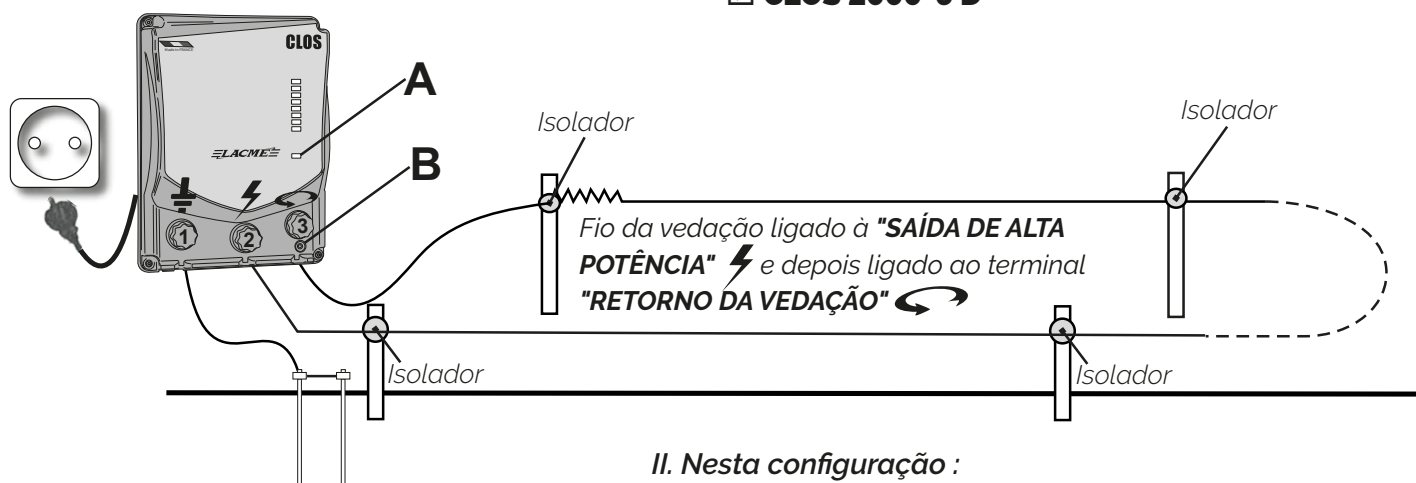 CLOS
A
LACMÉ
B
1
2
3
Isolador
Isolador
Fio da vedação ligado à "SAÍDA DE ALTA
POTÊNCIA" e depois ligado ao terminal
"RETORNO DA VEDAÇÃO"
Isolador
Isolador
II. Nesta configuração :